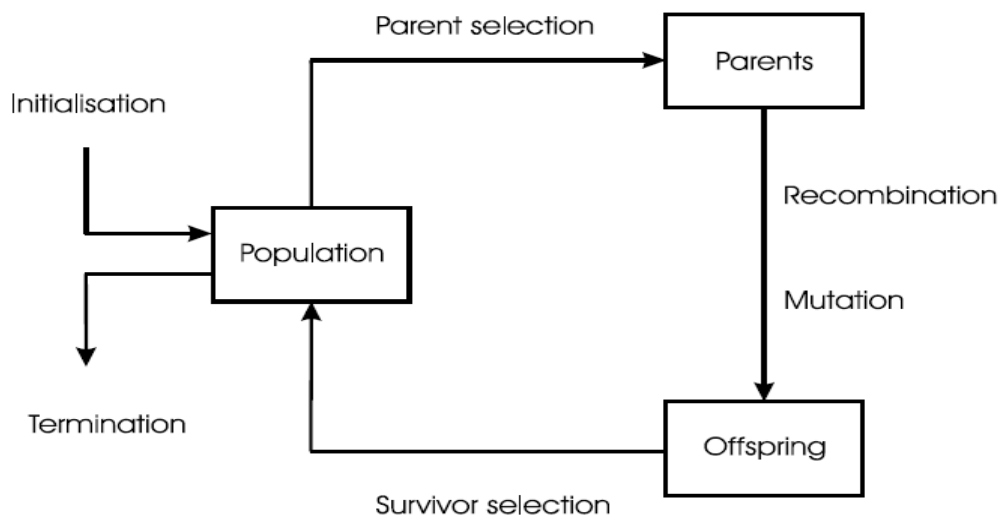 Parent selection
Parents
Initialisation
Recombination
Population
Mutation
Termination
Offspring
Survivor selection